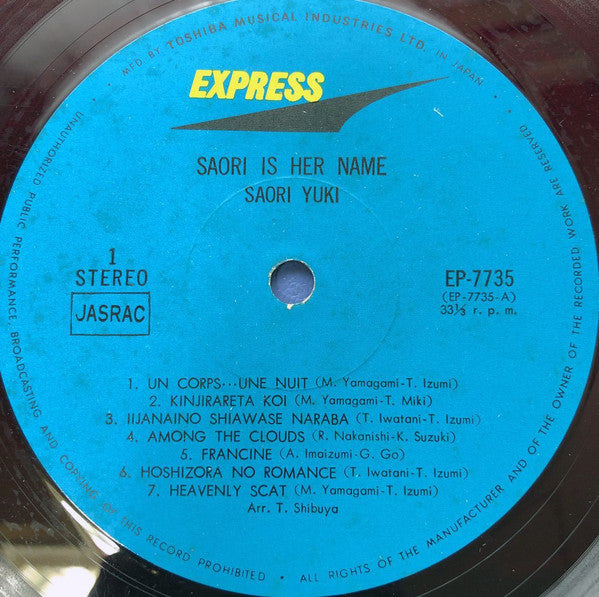 MFD BY TOSHIBA MUSICAL INDUSTRIES LTD. IN JAPAN.
EXPRESS
SAORI IS HER NAME
SAORI YUKI
1
STEREO
JASRAC
EP-7735
(EP-7735-A)
33⅓ r. p. m.
1. UN CORPS…UNE NUIT (M. Yamagami-T. Izumi)
2. KINJIRARETA KOI (M. Yamagami-T. Miki)
3. IIJANAINO SHIAWASE NARABA (T. Iwatani-T. Izumi)
4. AMONG THE CLOUDS (R. Nakanishi-K. Suzuki)
5. FRANCINE (A. Imaizumi-G. Go)
6. HOSHIZORA NO ROMANCE (T. Iwatani-T. Izumi)
7. HEAVENLY SCAT (M. Yamagami-T. Izumi)
Arr. T. Shibuya
UNAUTHORIZED PUBLIC PERFORMANCE, BROADCASTING AND COPYING OF THIS RECORD PROHIBITED • ALL RIGHTS OF THE MANUFACTURER AND OF THE OWNER OF THE RECORDED WORK ARE RESERVED